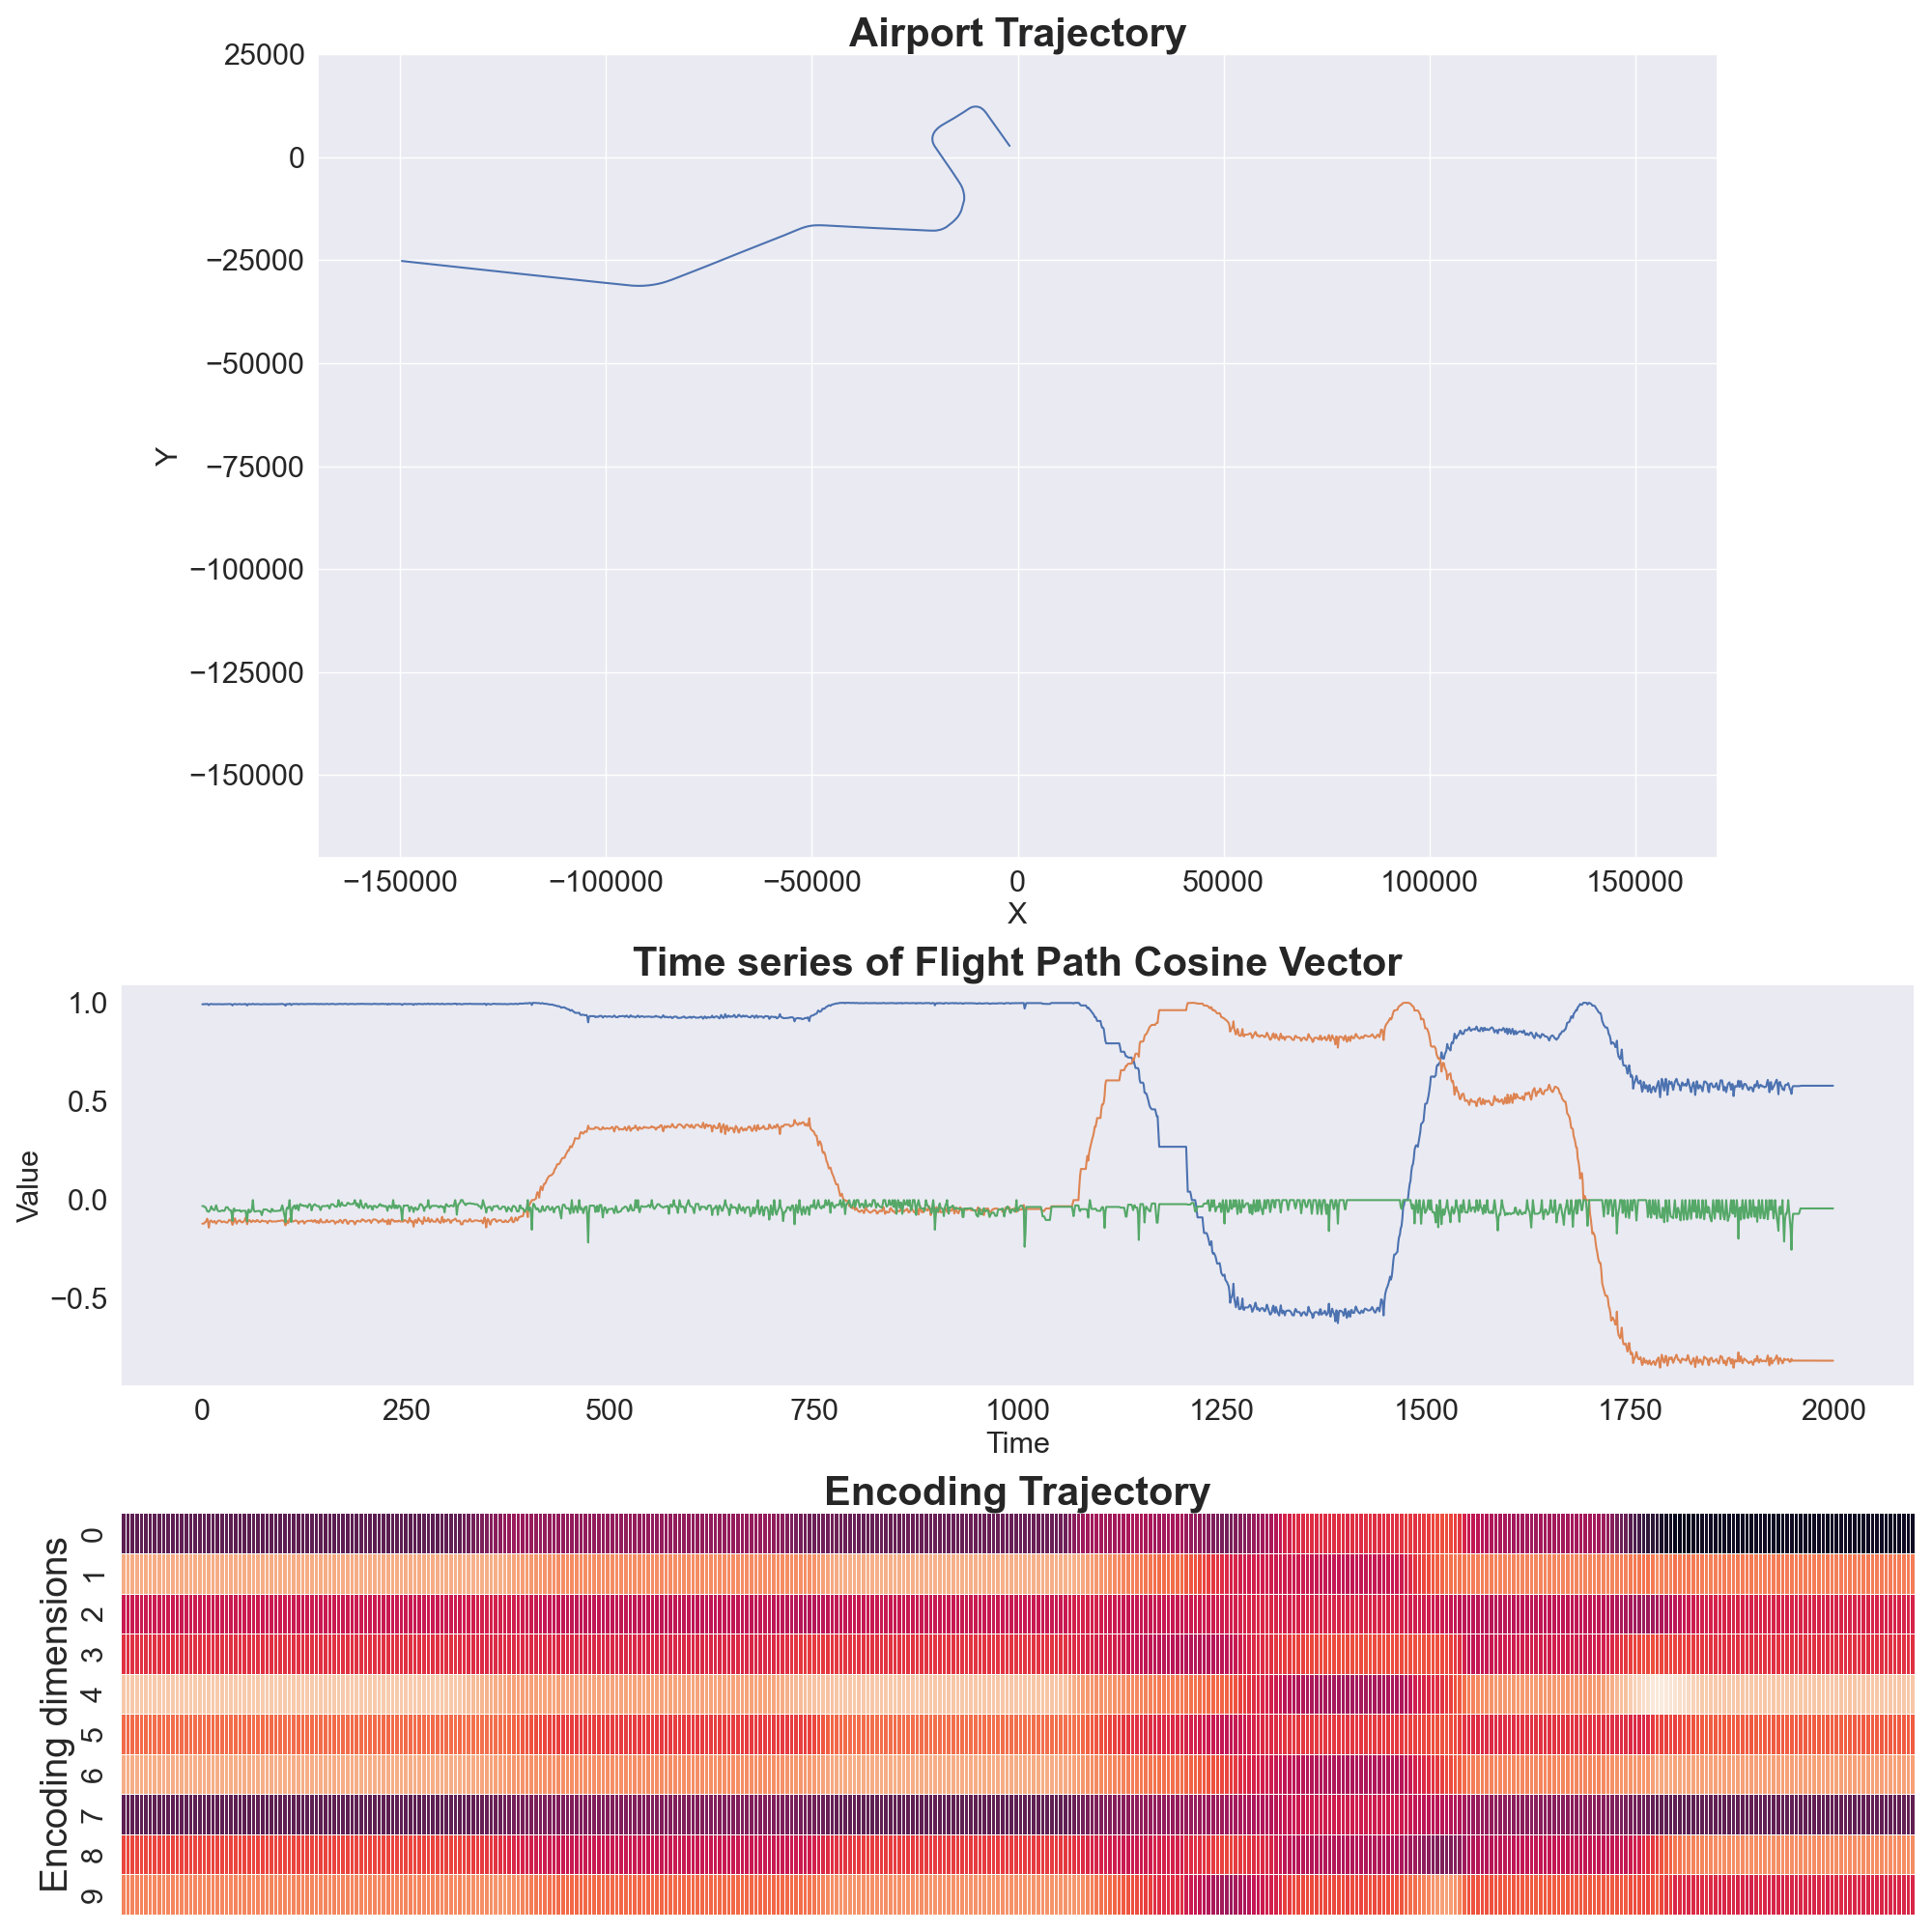 Airport Trajectory
25000
0
−25000
−50000
−75000
−100000
−125000
−150000
Y
−150000 −100000 −50000 0 50000 100000 150000
X
Time series of Flight Path Cosine Vector
1.0
0.5
0.0
−0.5
Value
0 250 500 750 1000 1250 1500 1750 2000
Time
Encoding Trajectory
Encoding dimensions
0
1
2
3
4
5
6
7
8
9